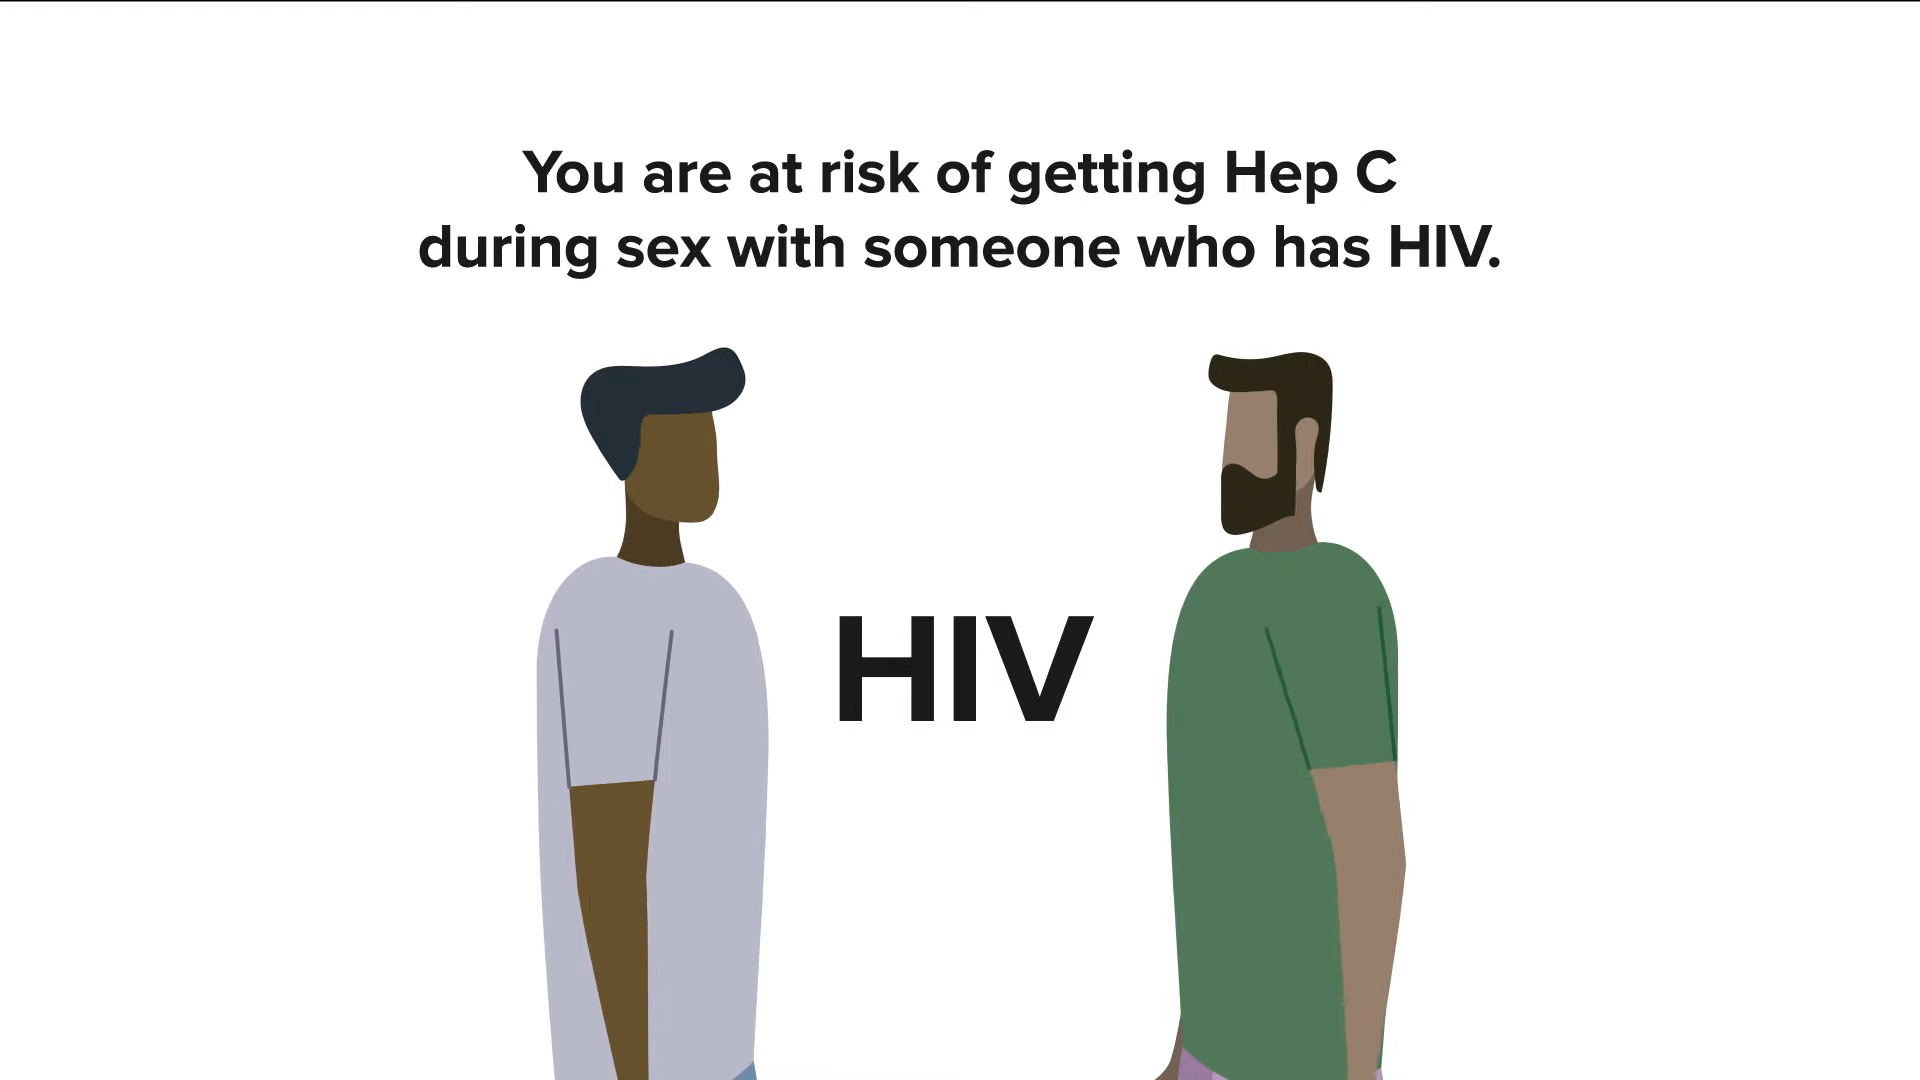 You are at risk of getting Hep C
during sex with someone who has HIV.
HIV